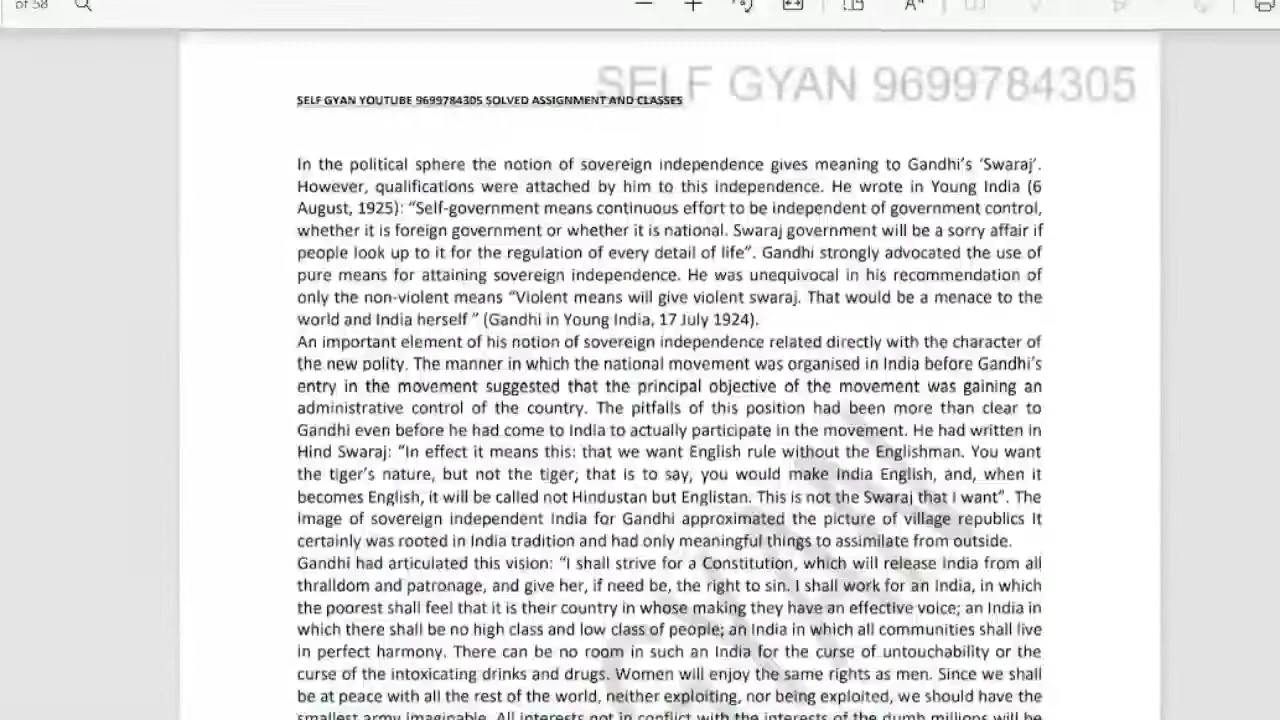 of 58
SELF GYAN 9699784305
SELF GYAN YOUTUBE 9699784305 SOLVED ASSIGNMENT AND CLASSES
In the political sphere the notion of sovereign independence gives meaning to Gandhi's 'Swaraj'.
However, qualifications were attached by him to this independence. He wrote in Young India (6
August, 1925): “Self-government means continuous effort to be independent of government control,
whether it is foreign government or whether it is national. Swaraj government will be a sorry affair if
people look up to it for the regulation of every detail of life”. Gandhi strongly advocated the use of
pure means for attaining sovereign independence. He was unequivocal in his recommendation of
only the non-violent means “Violent means will give violent swaraj. That would be a menace to the
world and India herself ” (Gandhi in Young India, 17 July 1924).
An important element of his notion of sovereign independence related directly with the character of
the new polity. The manner in which the national movement was organised in India before Gandhi's
entry in the movement suggested that the principal objective of the movement was gaining an
administrative control of the country. The pitfalls of this position had been more than clear to
Gandhi even before he had come to India to actually participate in the movement. He had written in
Hind Swaraj: “In effect it means this: that we want English rule without the Englishman. You want
the tiger's nature, but not the tiger; that is to say, you would make India English, and, when it
becomes English, it will be called not Hindustan but Englistan. This is not the Swaraj that I want”. The
image of sovereign independent India for Gandhi approximated the picture of village republics It
certainly was rooted in India tradition and had only meaningful things to assimilate from outside.
Gandhi had articulated this vision: “I shall strive for a Constitution, which will release India from all
thralldom and patronage, and give her, if need be, the right to sin. I shall work for an India, in which
the poorest shall feel that it is their country in whose making they have an effective voice; an India in
which there shall be no high class and low class of people; an India in which all communities shall live
in perfect harmony. There can be no room in such an India for the curse of untouchability or the
curse of the intoxicating drinks and drugs. Women will enjoy the same rights as men. Since we shall
be at peace with all the rest of the world, neither exploiting, nor being exploited, we should have the
smallest army imaginable. All interests not in conflict with the interests of the dumb millions will be